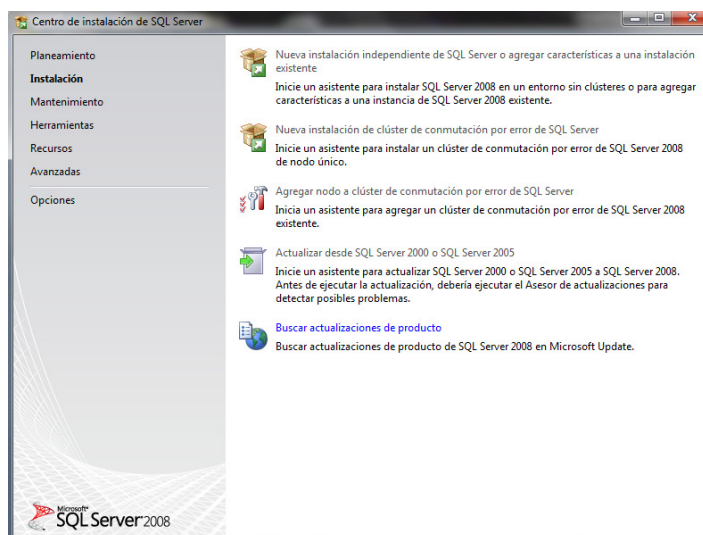 Centro de instalación de SQL Server
Planeamiento
Instalación
Mantenimiento
Herramientas
Recursos
Avanzadas
Opciones
Nueva instalación independiente de SQL Server o agregar características a una instalación
existente
Inicie un asistente para instalar SQL Server 2008 en un entorno sin clústeres o para agregar
características a una instancia de SQL Server 2008 existente.
Nueva instalación de clúster de conmutación por error de SQL Server
Inicie un asistente para instalar un clúster de conmutación por error de SQL Server 2008
de nodo único.
Agregar nodo a clúster de conmutación por error de SQL Server
Inicia un asistente para agregar un clúster de conmutación por error de SQL Server 2008
existente.
Actualizar desde SQL Server 2000 o SQL Server 2005
Inicie un asistente para actualizar SQL Server 2000 o SQL Server 2005 a SQL Server 2008.
Antes de ejecutar la actualización, debería ejecutar el Asesor de actualizaciones para
detectar posibles problemas.
Buscar actualizaciones de producto
Buscar actualizaciones de producto de SQL Server 2008 en Microsoft Update.
Microsoft
SQL Server 2008